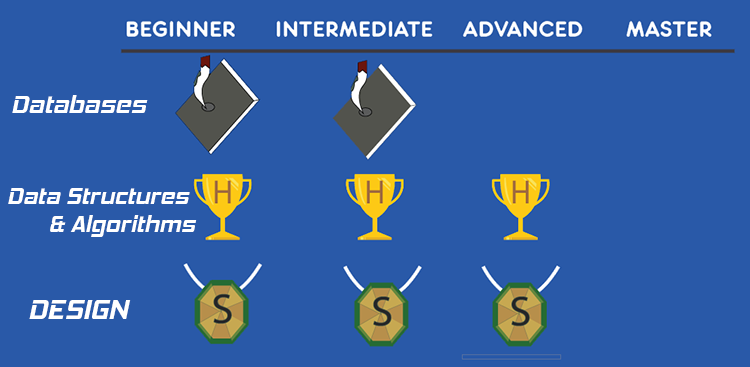 BEGINNER INTERMEDIATE ADVANCED MASTER
Databases
Data Structures
& Algorithms
H H H
DESIGN
S S S